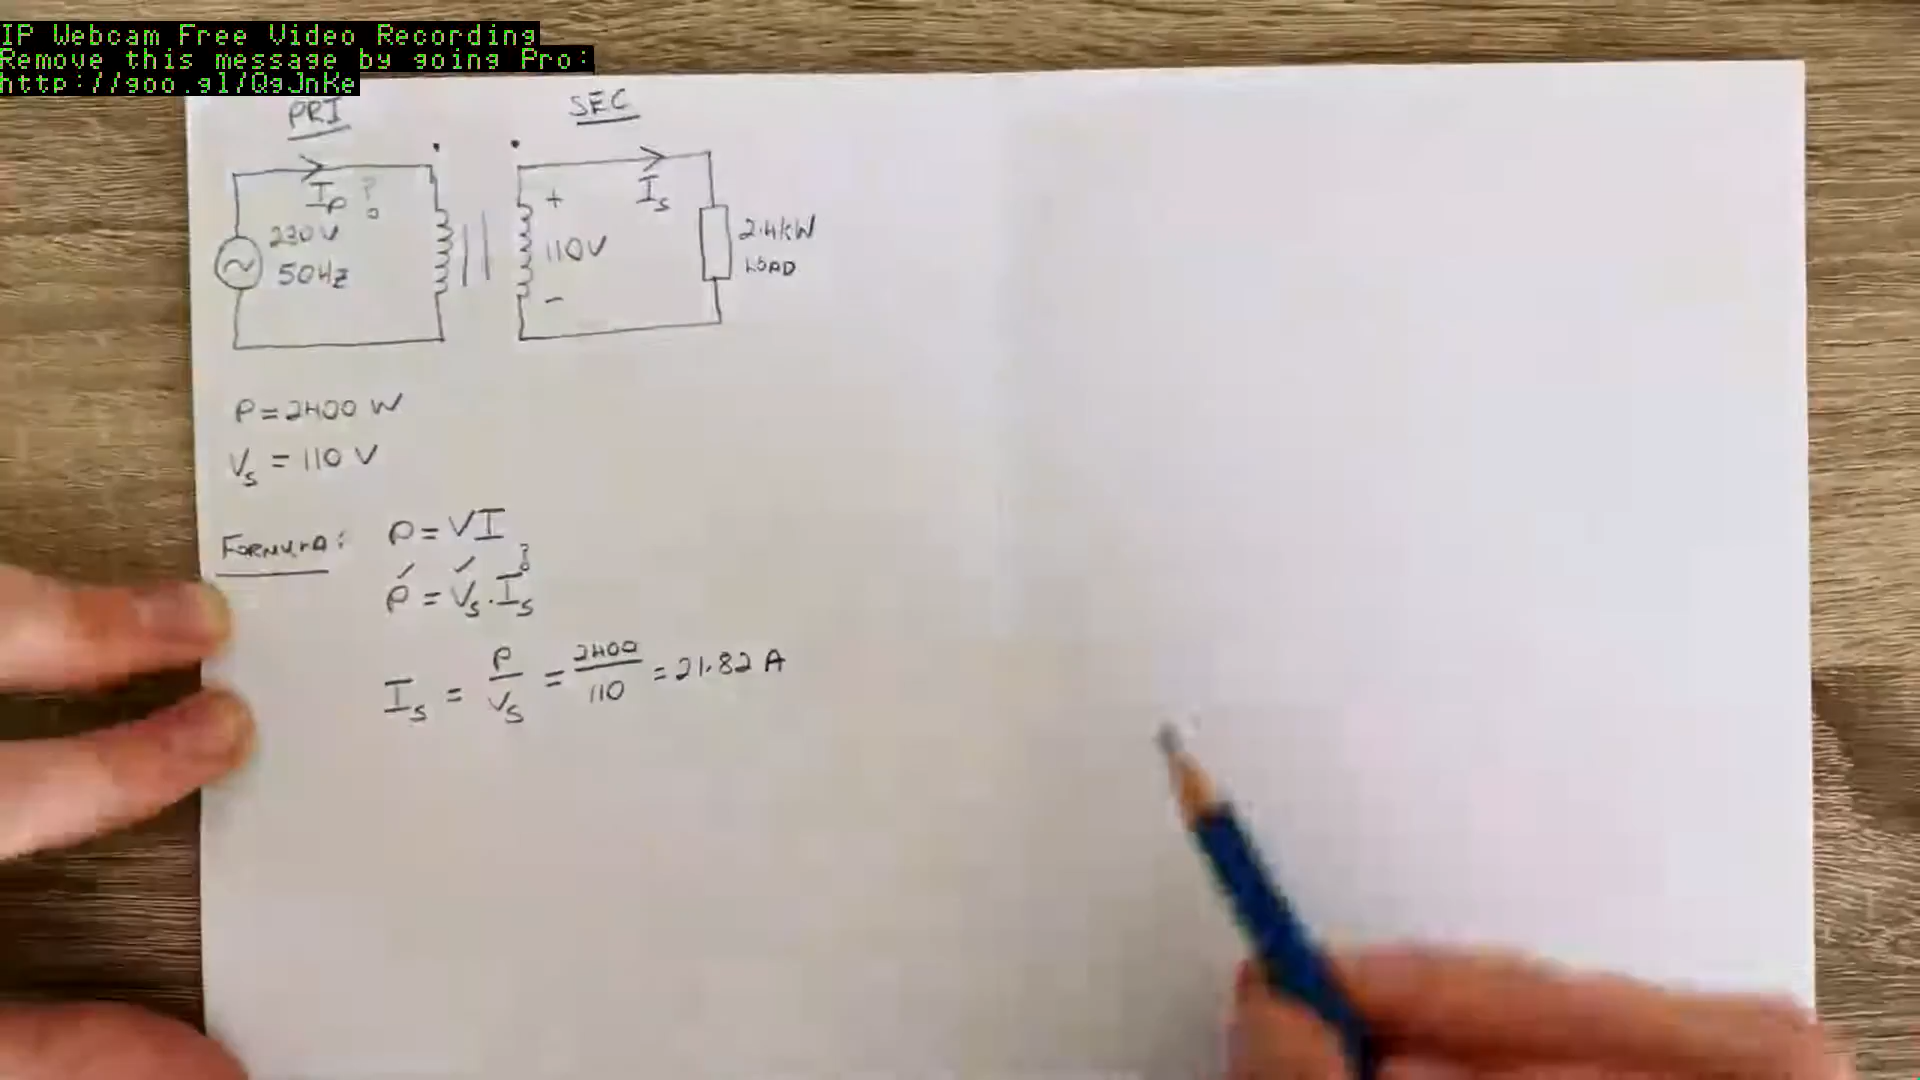 IP Webcam Free Video Recording
Remove this message by going Pro:
http://goo.gl/QgJnKe
PRI
SEC
Ip ?
Is
230V
50Hz
+
110V
-
2.4kW
LOAD
P = 2400 W
Vs = 110 V
FORMULA: P = VI
P = Vs . Is ?
Is = P/Vs = 2400/110 = 21.82 A